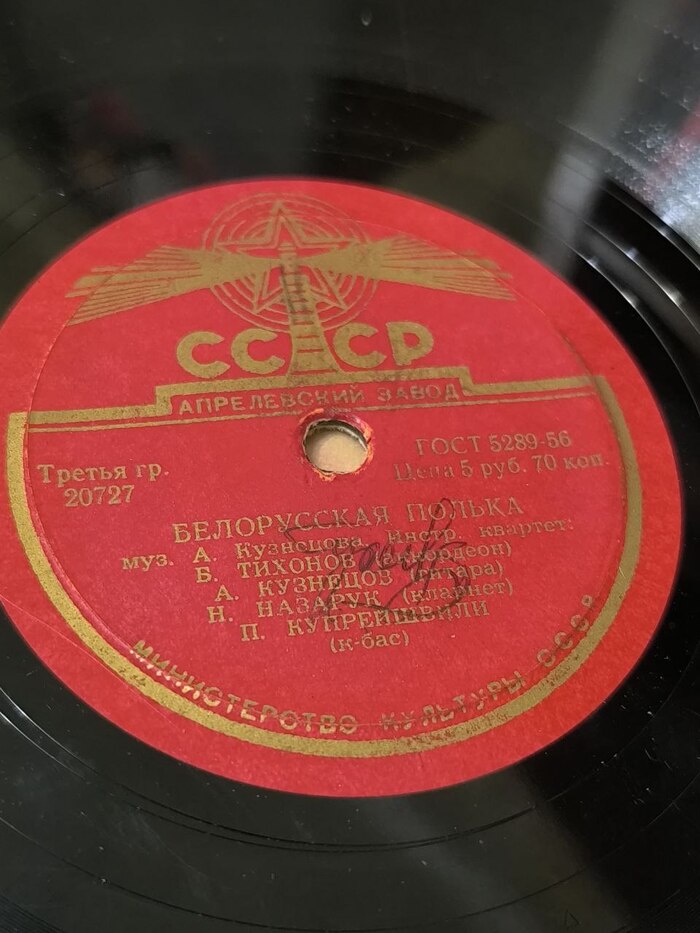 СССР
АПРЕЛЕВСКИЙ ЗАВОД
Третья гр.
20727
ГОСТ 5289-56
Цена 5 руб. 70 коп.
БЕЛОРУССКАЯ ПОЛЬКА
муз. А. Кузнецова Инстр. квартет:
Б. ТИХОНОВ (аккордеон)
А. КУЗНЕЦОВ (гитара)
Н. НАЗАРУК (кларнет)
П. КУПРЕЙШВИЛИ
(к-бас)
МИНИСТЕРСТВО КУЛЬТУРЫ СССР